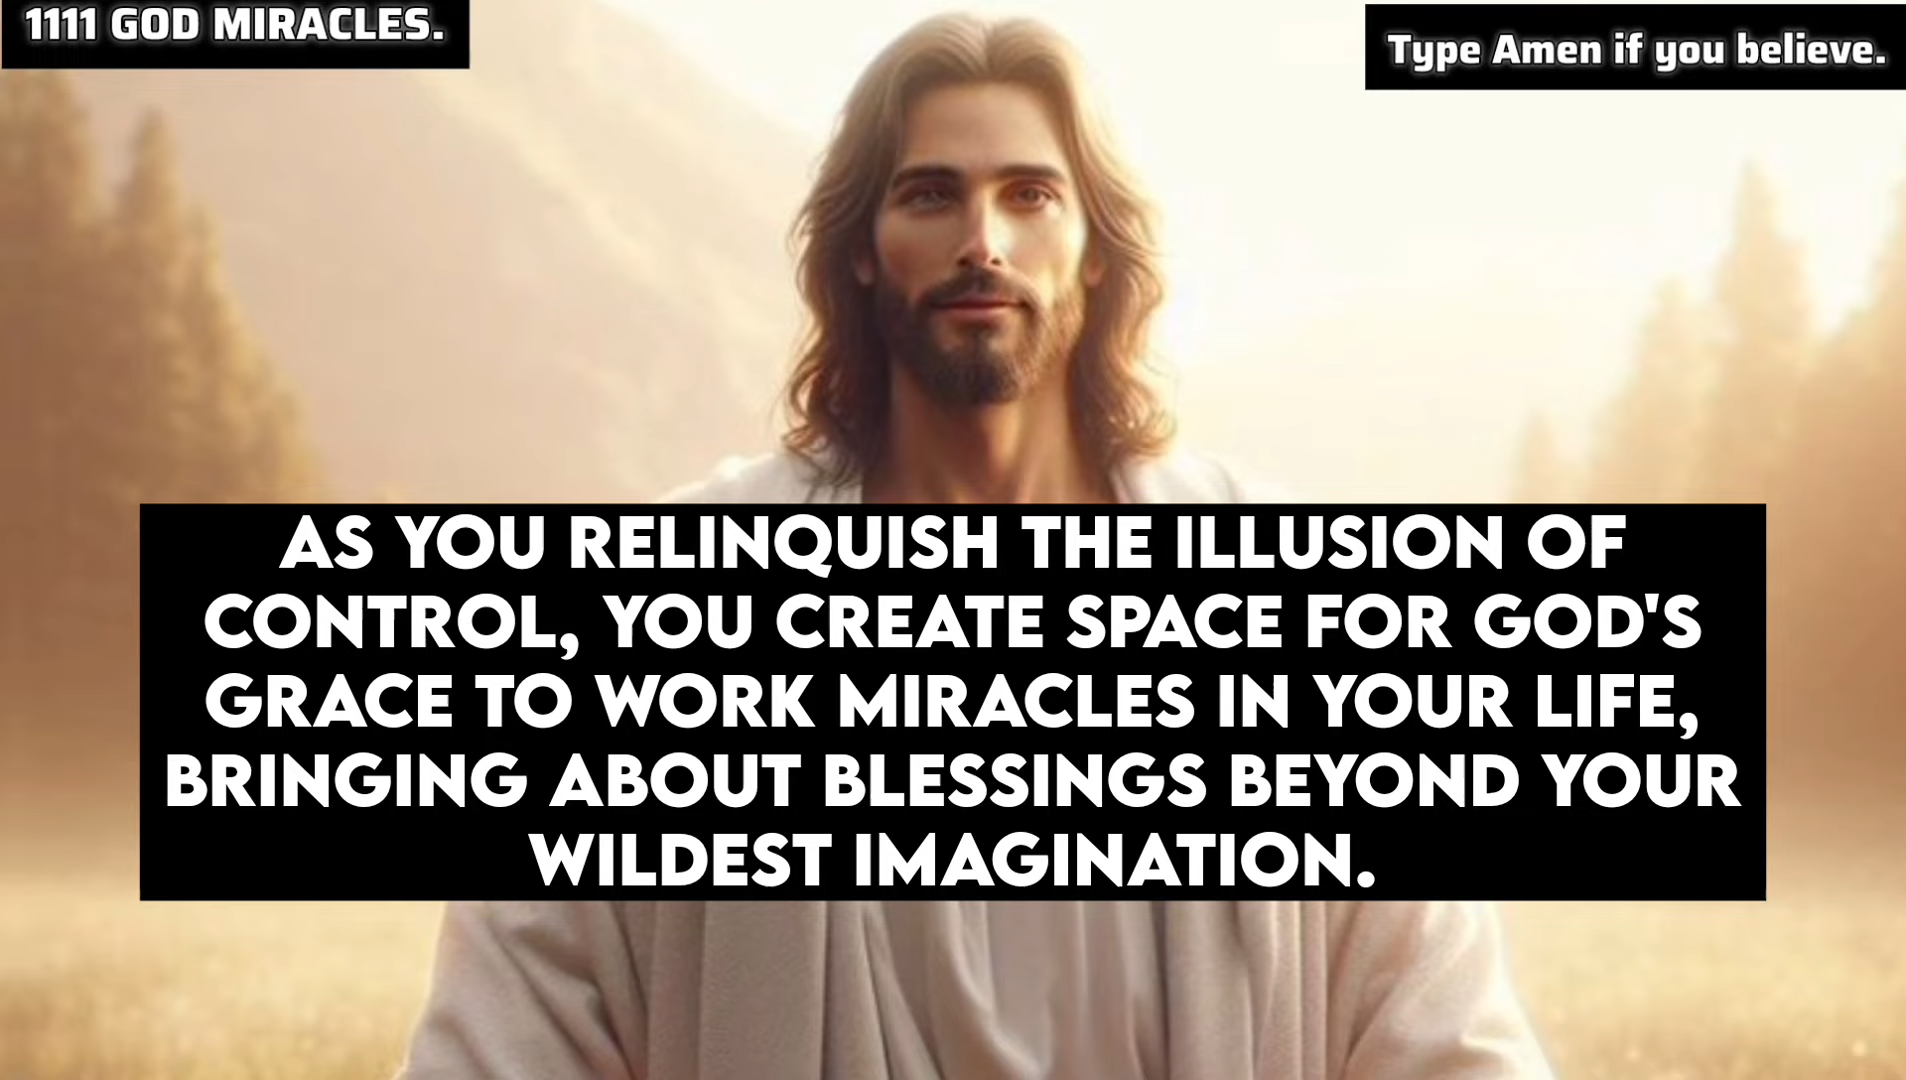 1111 GOD MIRACLES.
Type Amen if you believe.
AS YOU RELINQUISH THE ILLUSION OF
CONTROL, YOU CREATE SPACE FOR GOD'S
GRACE TO WORK MIRACLES IN YOUR LIFE,
BRINGING ABOUT BLESSINGS BEYOND YOUR
WILDEST IMAGINATION.